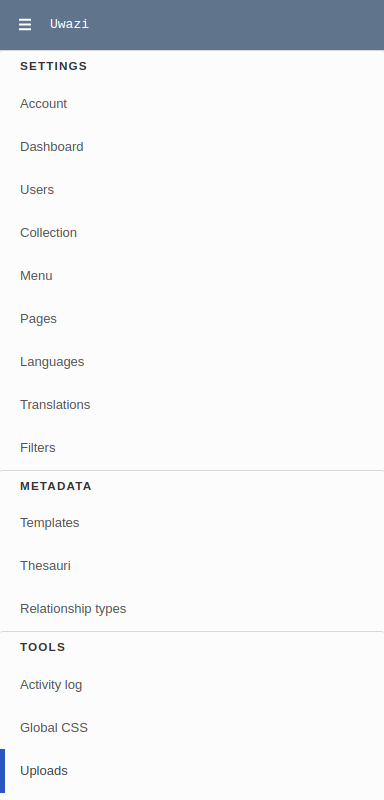 Uwazi
SETTINGS
Account
Dashboard
Users
Collection
Menu
Pages
Languages
Translations
Filters
METADATA
Templates
Thesauri
Relationship types
TOOLS
Activity log
Global CSS
Uploads